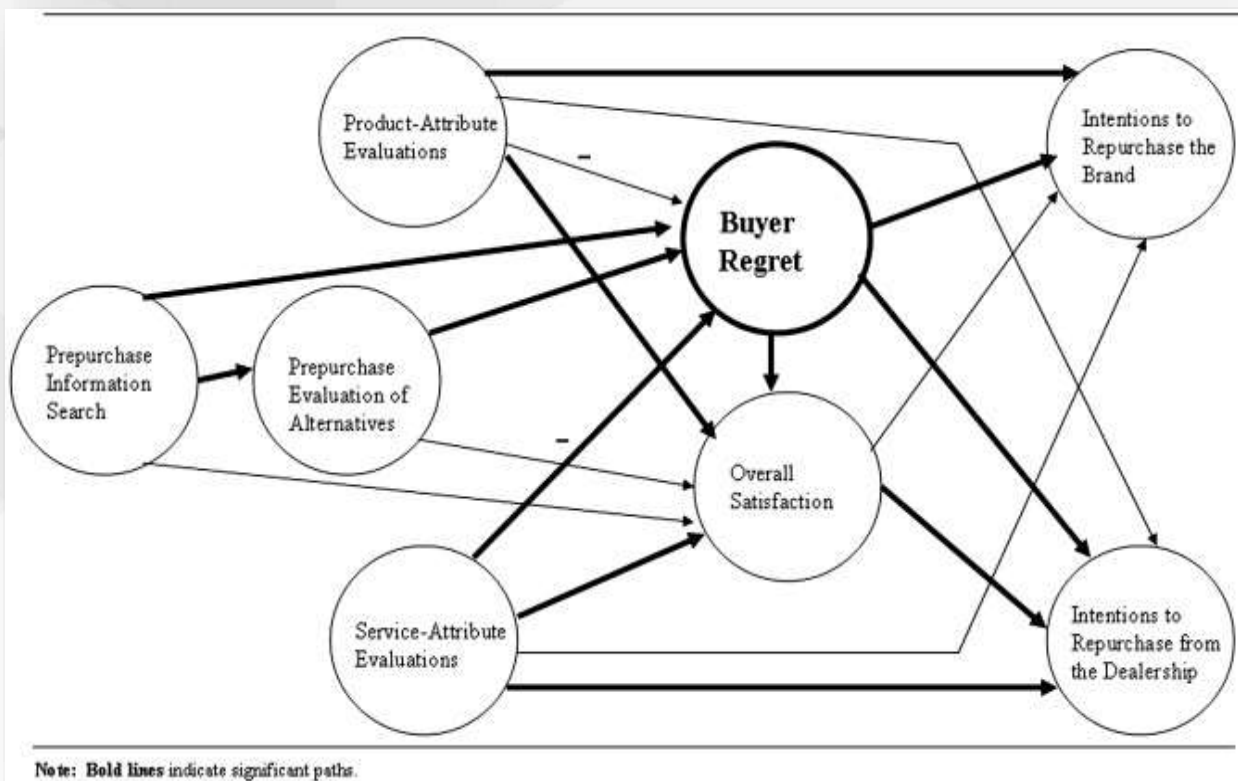 Product-Attribute
Evaluations
Intentions to
Repurchase the
Brand
–
Buyer
Regret
Prepurchase
Information
Search
Prepurchase
Evaluation of
Alternatives
–
Overall
Satisfaction
Service-Attribute
Evaluations
Intentions to
Repurchase from
the Dealership
Note: Bold lines indicate significant paths.